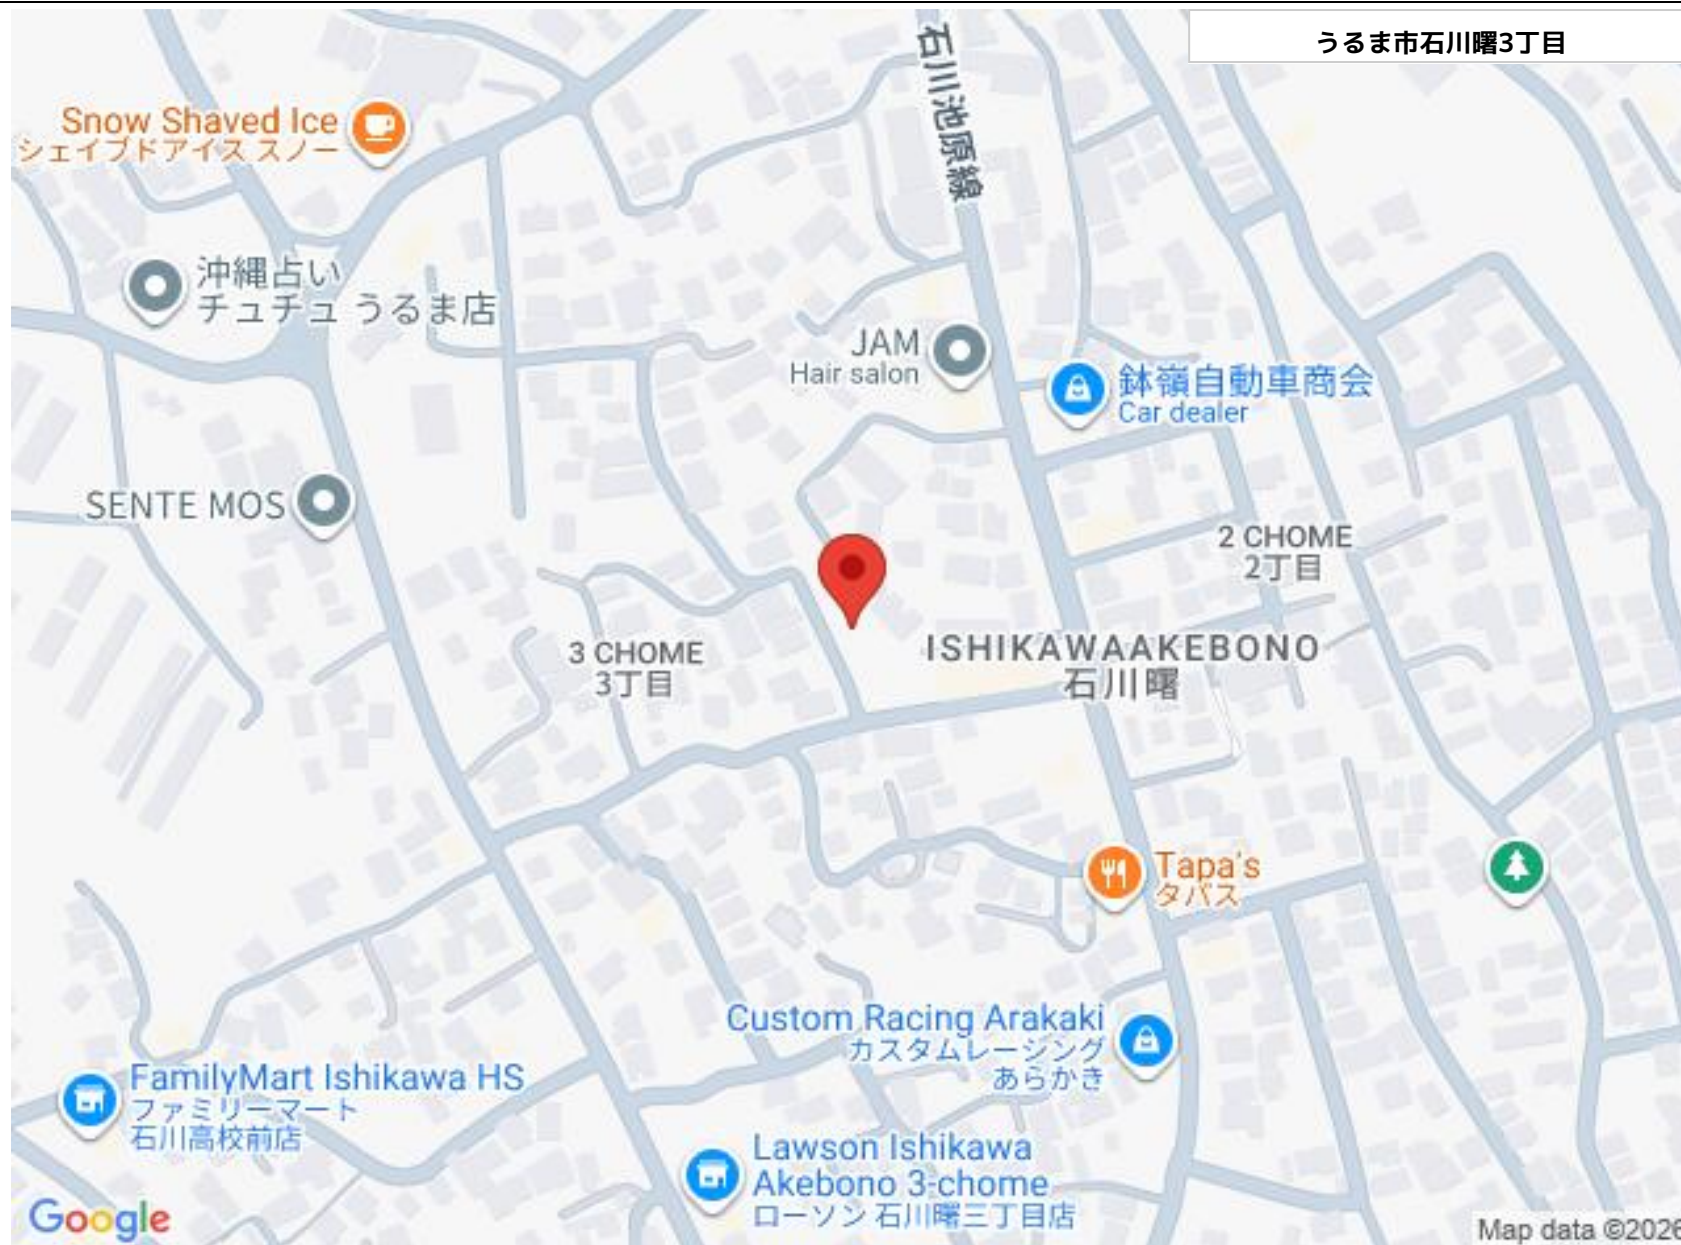 うるま市石川曙3丁目
石川池原線
Snow Shaved Ice
シェイブドアイス スノー
沖縄占い
チュチュ うるま店
JAM
Hair salon
鉢嶺自動車商会
Car dealer
SENTE MOS
2 CHOME
2丁目
3 CHOME
3丁目
ISHIKAWAAKEBONO
石川曙
Tapa's
タバス
Custom Racing Arakaki
カスタムレーシング
あらかき
FamilyMart Ishikawa HS
ファミリーマート
石川高校前店
Lawson Ishikawa
Akebono 3-chome
ローソン 石川曙三丁目店
Google
Map data ©2026